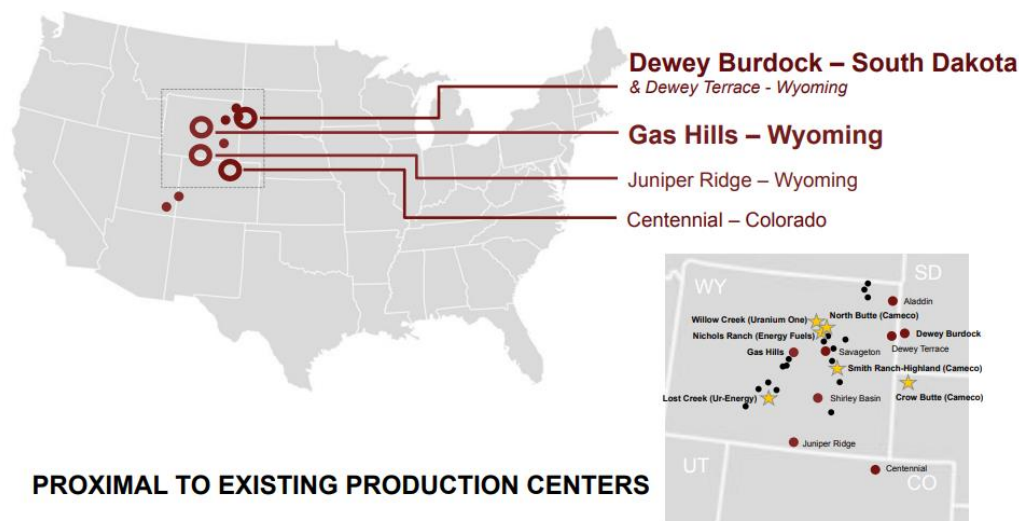 Dewey Burdock – South Dakota
& Dewey Terrace - Wyoming
Gas Hills – Wyoming
Juniper Ridge – Wyoming
Centennial – Colorado
SD
WY
Aladdin
North Butte (Cameco)
Willow Creek (Uranium One)
Nichols Ranch (Energy Fuels)
Dewey Burdock
Dewey Terrace
Gas Hills
Savageton
Smith Ranch-Highland (Cameco)
Lost Creek (Ur-Energy)
Shirley Basin
Crow Butte (Cameco)
Juniper Ridge
UT
Centennial
CO
PROXIMAL TO EXISTING PRODUCTION CENTERS